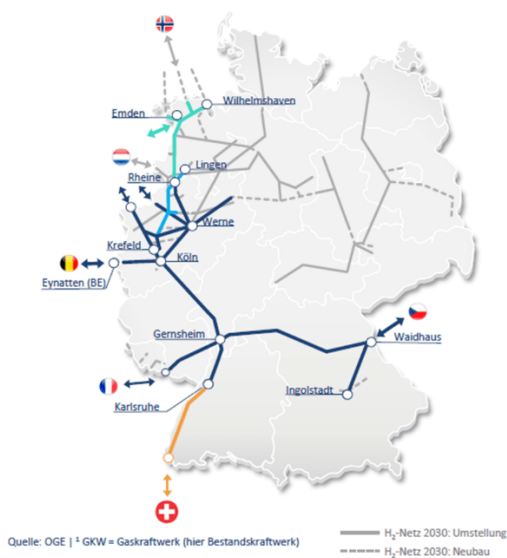 Wilhelmshaven
Emden
Lingen
Rheine
Werne
Krefeld
Köln
Eynatten (BE)
Gernsheim
Waidhaus
Ingolstadt
Karlsruhe
H₂-Netz 2030: Umstellung
Quelle: OGE | ¹ GKW = Gaskraftwerk (hier Bestandskraftwerk)
H₂-Netz 2030: Neubau